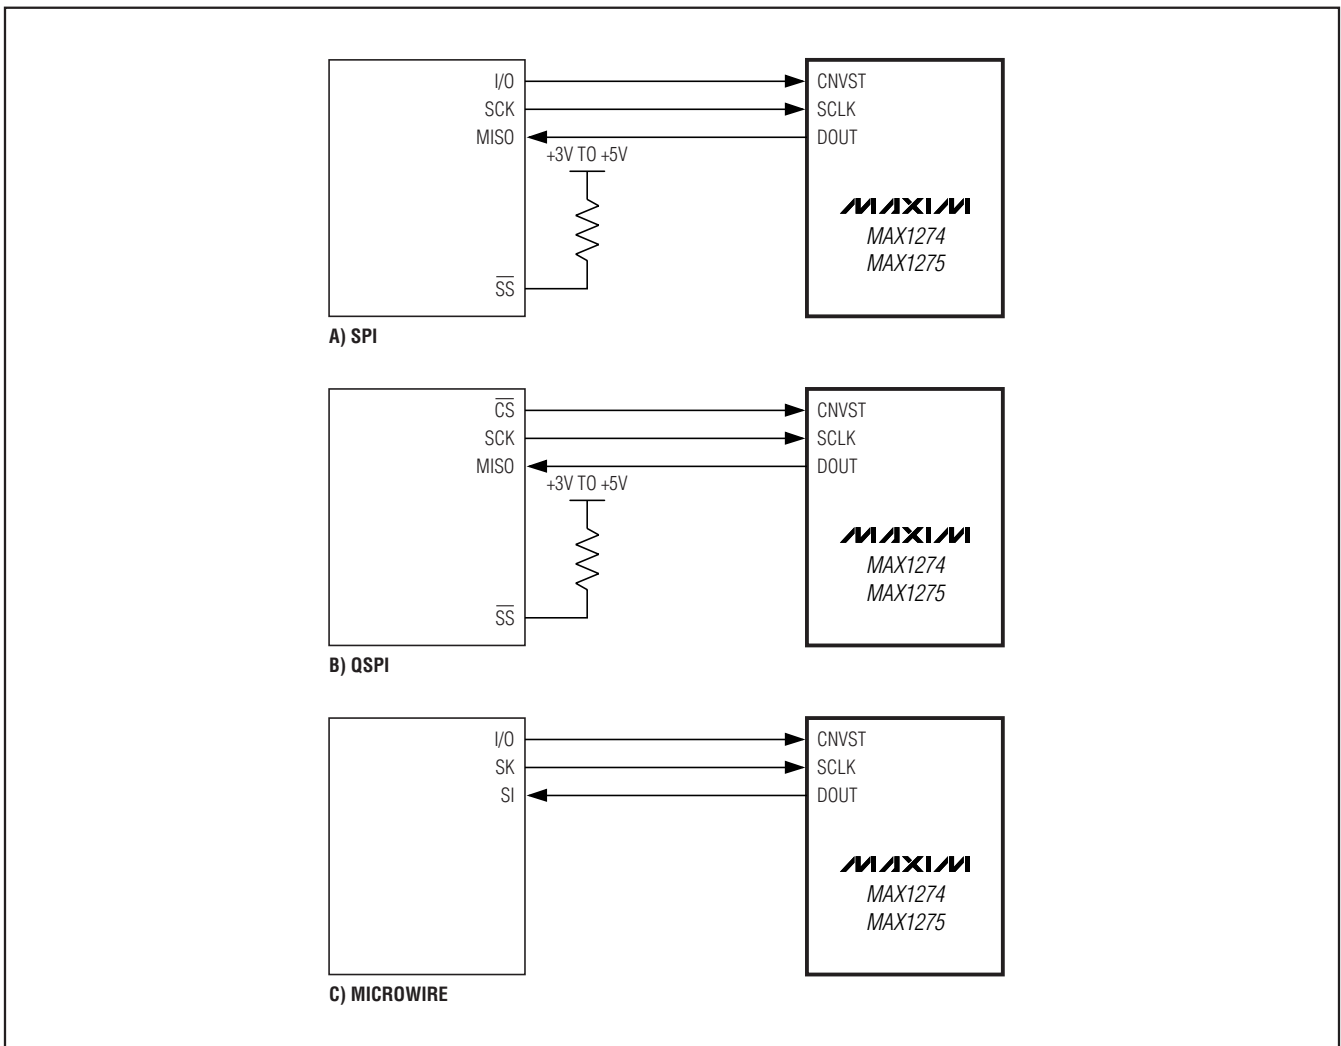 I/O CNVST
SCK SCLK
MISO DOUT
+3V TO +5V
MAXIM
MAX1274
MAX1275
SS
A) SPI
CS CNVST
SCK SCLK
MISO DOUT
+3V TO +5V
MAXIM
MAX1274
MAX1275
SS
B) QSPI
I/O CNVST
SK SCLK
SI DOUT
MAXIM
MAX1274
MAX1275
C) MICROWIRE